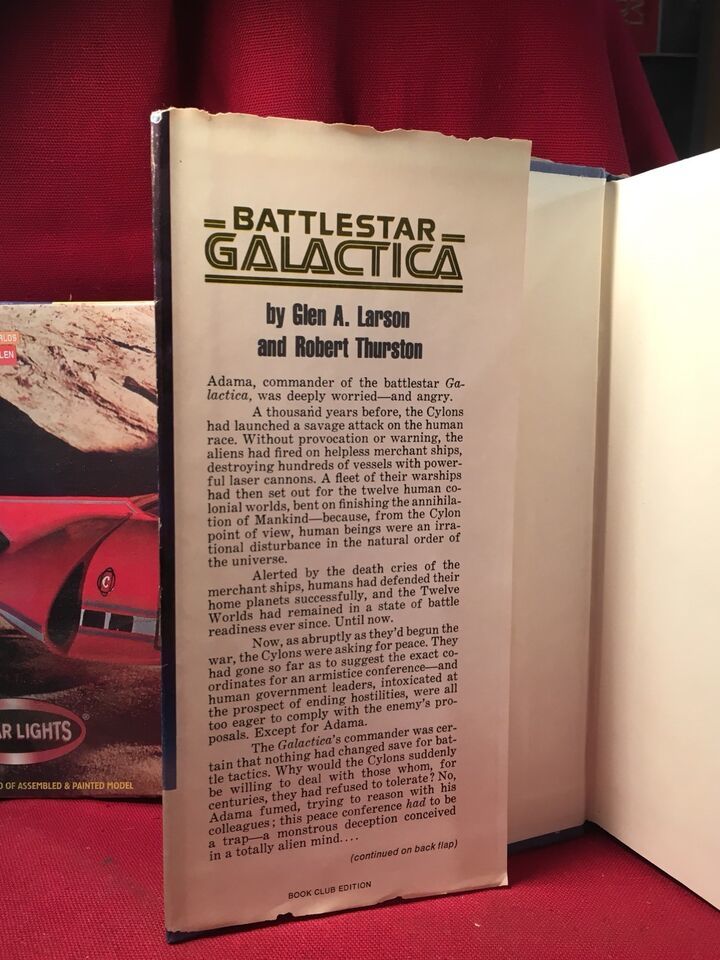 BATTLESTAR
GALACTICA
by Glen A. Larson
and Robert Thurston
Adama, commander of the battlestar Ga-
lactica, was deeply worried—and angry.
A thousand years before, the Cylons
had launched a savage attack on the human
race. Without provocation or warning, the
aliens had fired on helpless merchant ships,
destroying hundreds of vessels with power-
ful laser cannons. A fleet of their warships
had then set out for the twelve human co-
lonial worlds, bent on finishing the annihila-
tion of Mankind—because, from the Cylon
point of view, human beings were an irra-
tional disturbance in the natural order of
the universe.
Alerted by the death cries of the
merchant ships, humans had defended their
home planets successfully, and the Twelve
Worlds had remained in a state of battle
readiness ever since. Until now.
Now, as abruptly as they'd begun the
war, the Cylons were asking for peace. They
had gone so far as to suggest the exact co-
ordinates for an armistice conference—and
human government leaders, intoxicated at
the prospect of ending hostilities, were all
too eager to comply with the enemy's pro-
posals. Except for Adama.
The Galactica's commander was cer-
tain that nothing had changed save for bat-
tle tactics. Why would the Cylons suddenly
be willing to deal with those whom, for
centuries, they had refused to tolerate? No,
Adama fumed, trying to reason with his
colleagues; this peace conference had to be
a trap—a monstrous deception conceived
in a totally alien mind....
(continued on back flap)
BOOK CLUB EDITION
RLOS
LEN
C
AR LIGHTS®
O OF ASSEMBLED & PAINTED MODEL